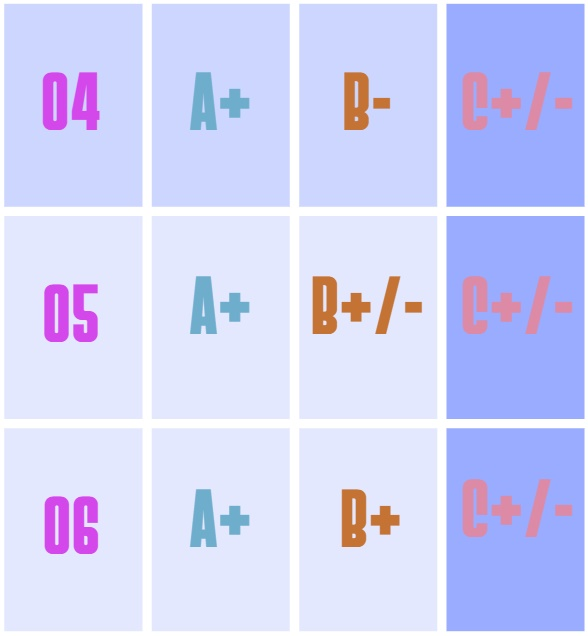 04 A+ B- C+/-
05 A+ B+/- C+/-
06 A+ B+ C+/-